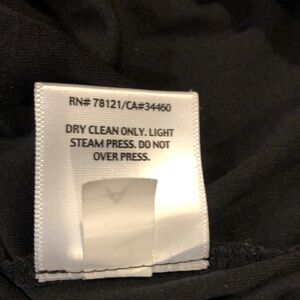 RN# 78121/CA#34460
DRY CLEAN ONLY. LIGHT
STEAM PRESS. DO NOT
OVER PRESS.